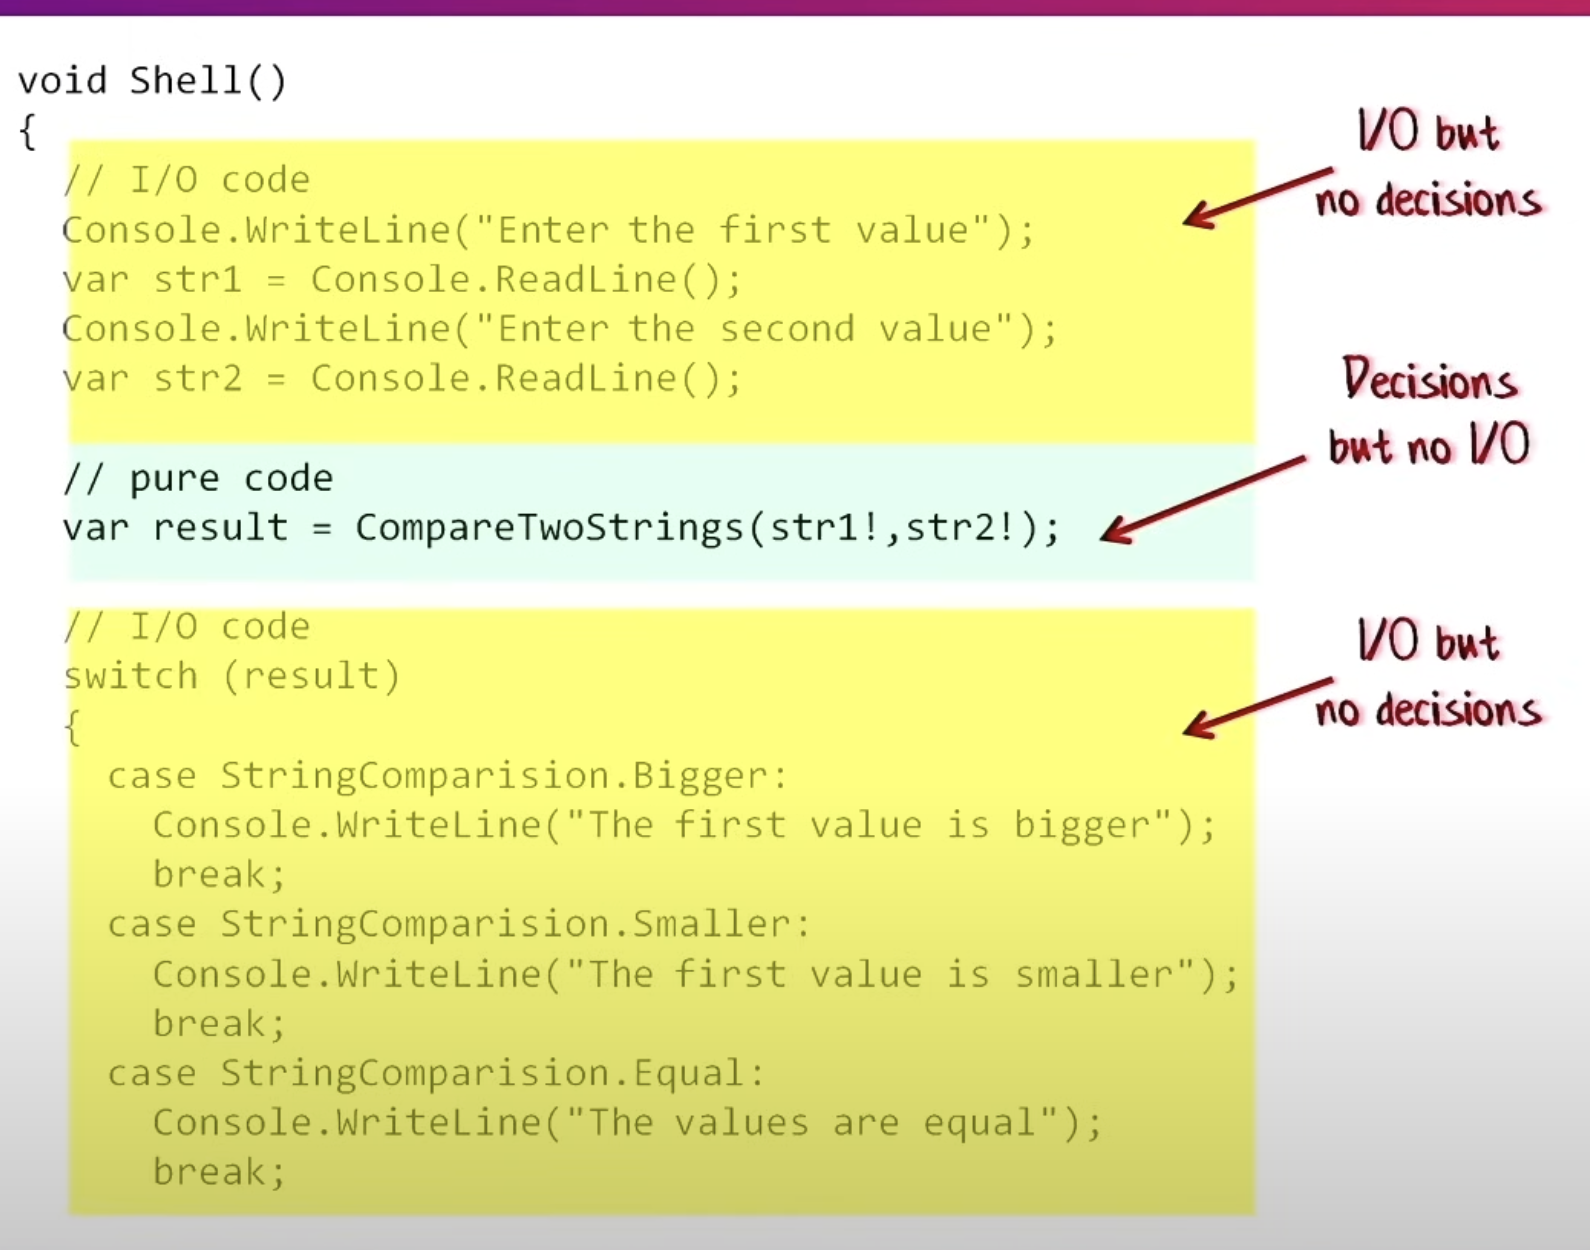 void Shell()
{
// I/O code
Console.WriteLine("Enter the first value");
var str1 = Console.ReadLine();
Console.WriteLine("Enter the second value");
var str2 = Console.ReadLine();
I/O but
no decisions
// pure code
var result = CompareTwoStrings(str1!,str2!);
Decisions
but no I/O
// I/O code
switch (result)
{
case StringComparision.Bigger:
Console.WriteLine("The first value is bigger");
break;
case StringComparision.Smaller:
Console.WriteLine("The first value is smaller");
break;
case StringComparision.Equal:
Console.WriteLine("The values are equal");
break;
I/O but
no decisions